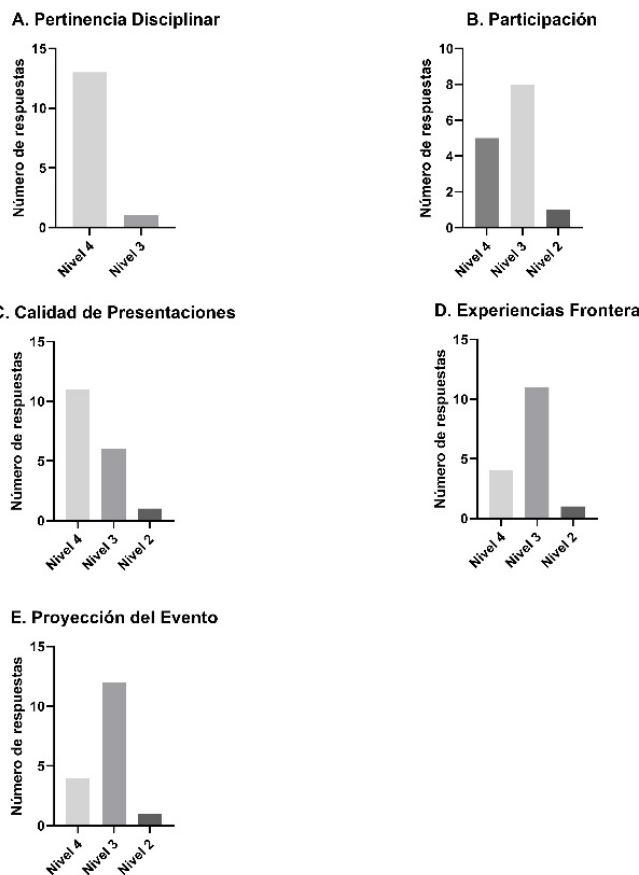 A. Pertinencia Disciplinar
Número de respuestas
15
10
5
0
Nivel 4
Nivel 3
B. Participación
Número de respuestas
10
8
6
4
2
0
Nivel 4
Nivel 3
Nivel 2
C. Calidad de Presentaciones
Número de respuestas
15
10
5
0
Nivel 4
Nivel 3
Nivel 2
D. Experiencias Frontera
Número de respuestas
15
10
5
0
Nivel 4
Nivel 3
Nivel 2
E. Proyección del Evento
Número de respuestas
15
10
5
0
Nivel 4
Nivel 3
Nivel 2